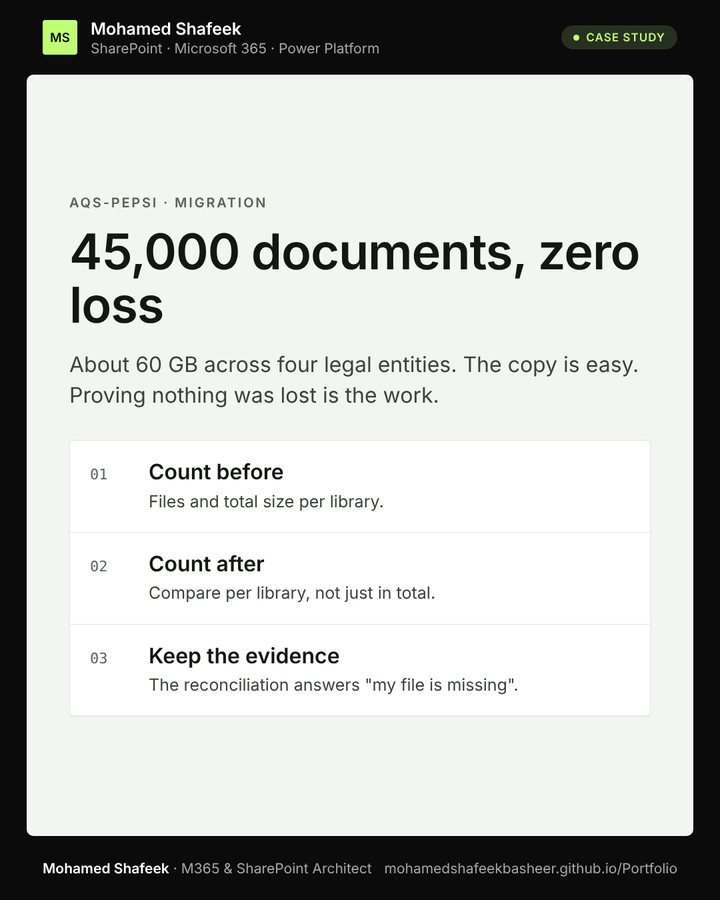 MS
Mohamed Shafeek
SharePoint · Microsoft 365 · Power Platform
CASE STUDY
AQS-PEPSI · MIGRATION
45,000 documents, zero
loss
About 60 GB across four legal entities. The copy is easy.
Proving nothing was lost is the work.
01
Count before
Files and total size per library.
02
Count after
Compare per library, not just in total.
03
Keep the evidence
The reconciliation answers "my file is missing".
Mohamed Shafeek · M365 & SharePoint Architect
mohamedshafeekbasheer.github.io/Portfolio